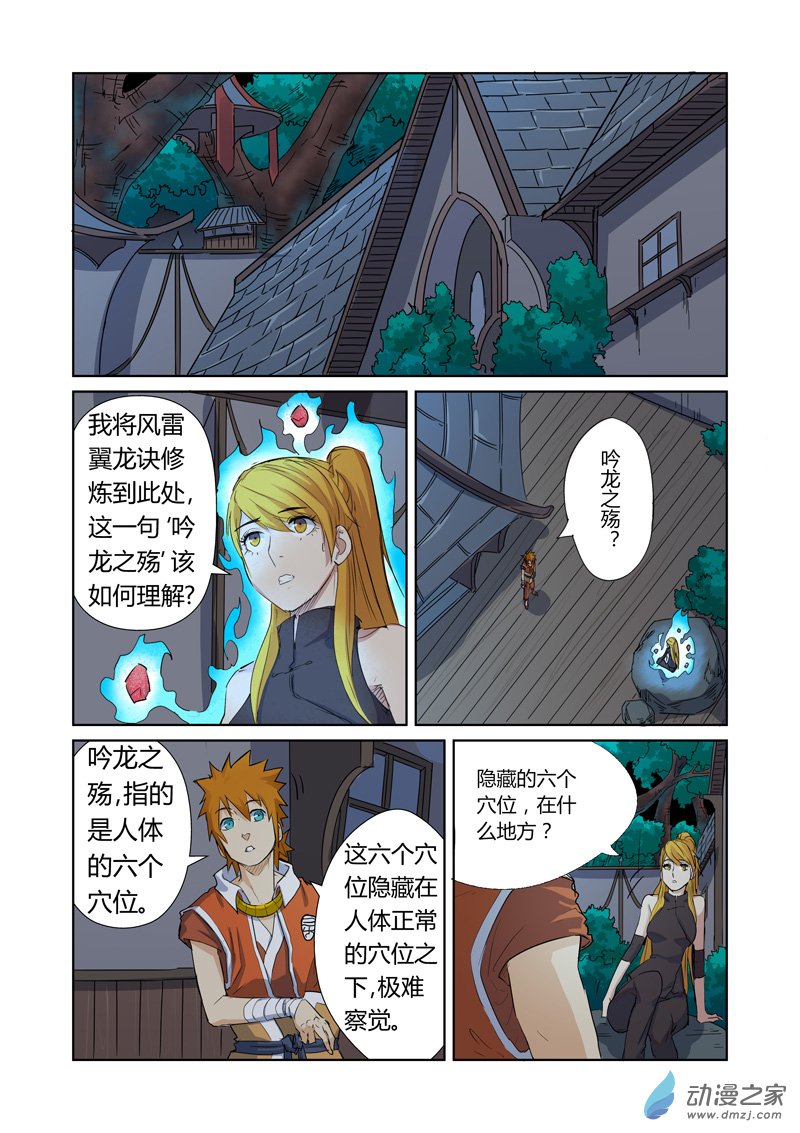 我将风雷
翼龙诀修
炼到此处，
这一句‘吟
龙之殇’该
如何理解?
吟龙之殇？
吟龙之
殇，指的
是人体
的六个
穴位。
这六个穴
位隐藏在
人体正常
的穴位之
下，极难
察觉。
隐藏的六个
穴位，在什
么地方？
动漫之家
www.dmzj.com